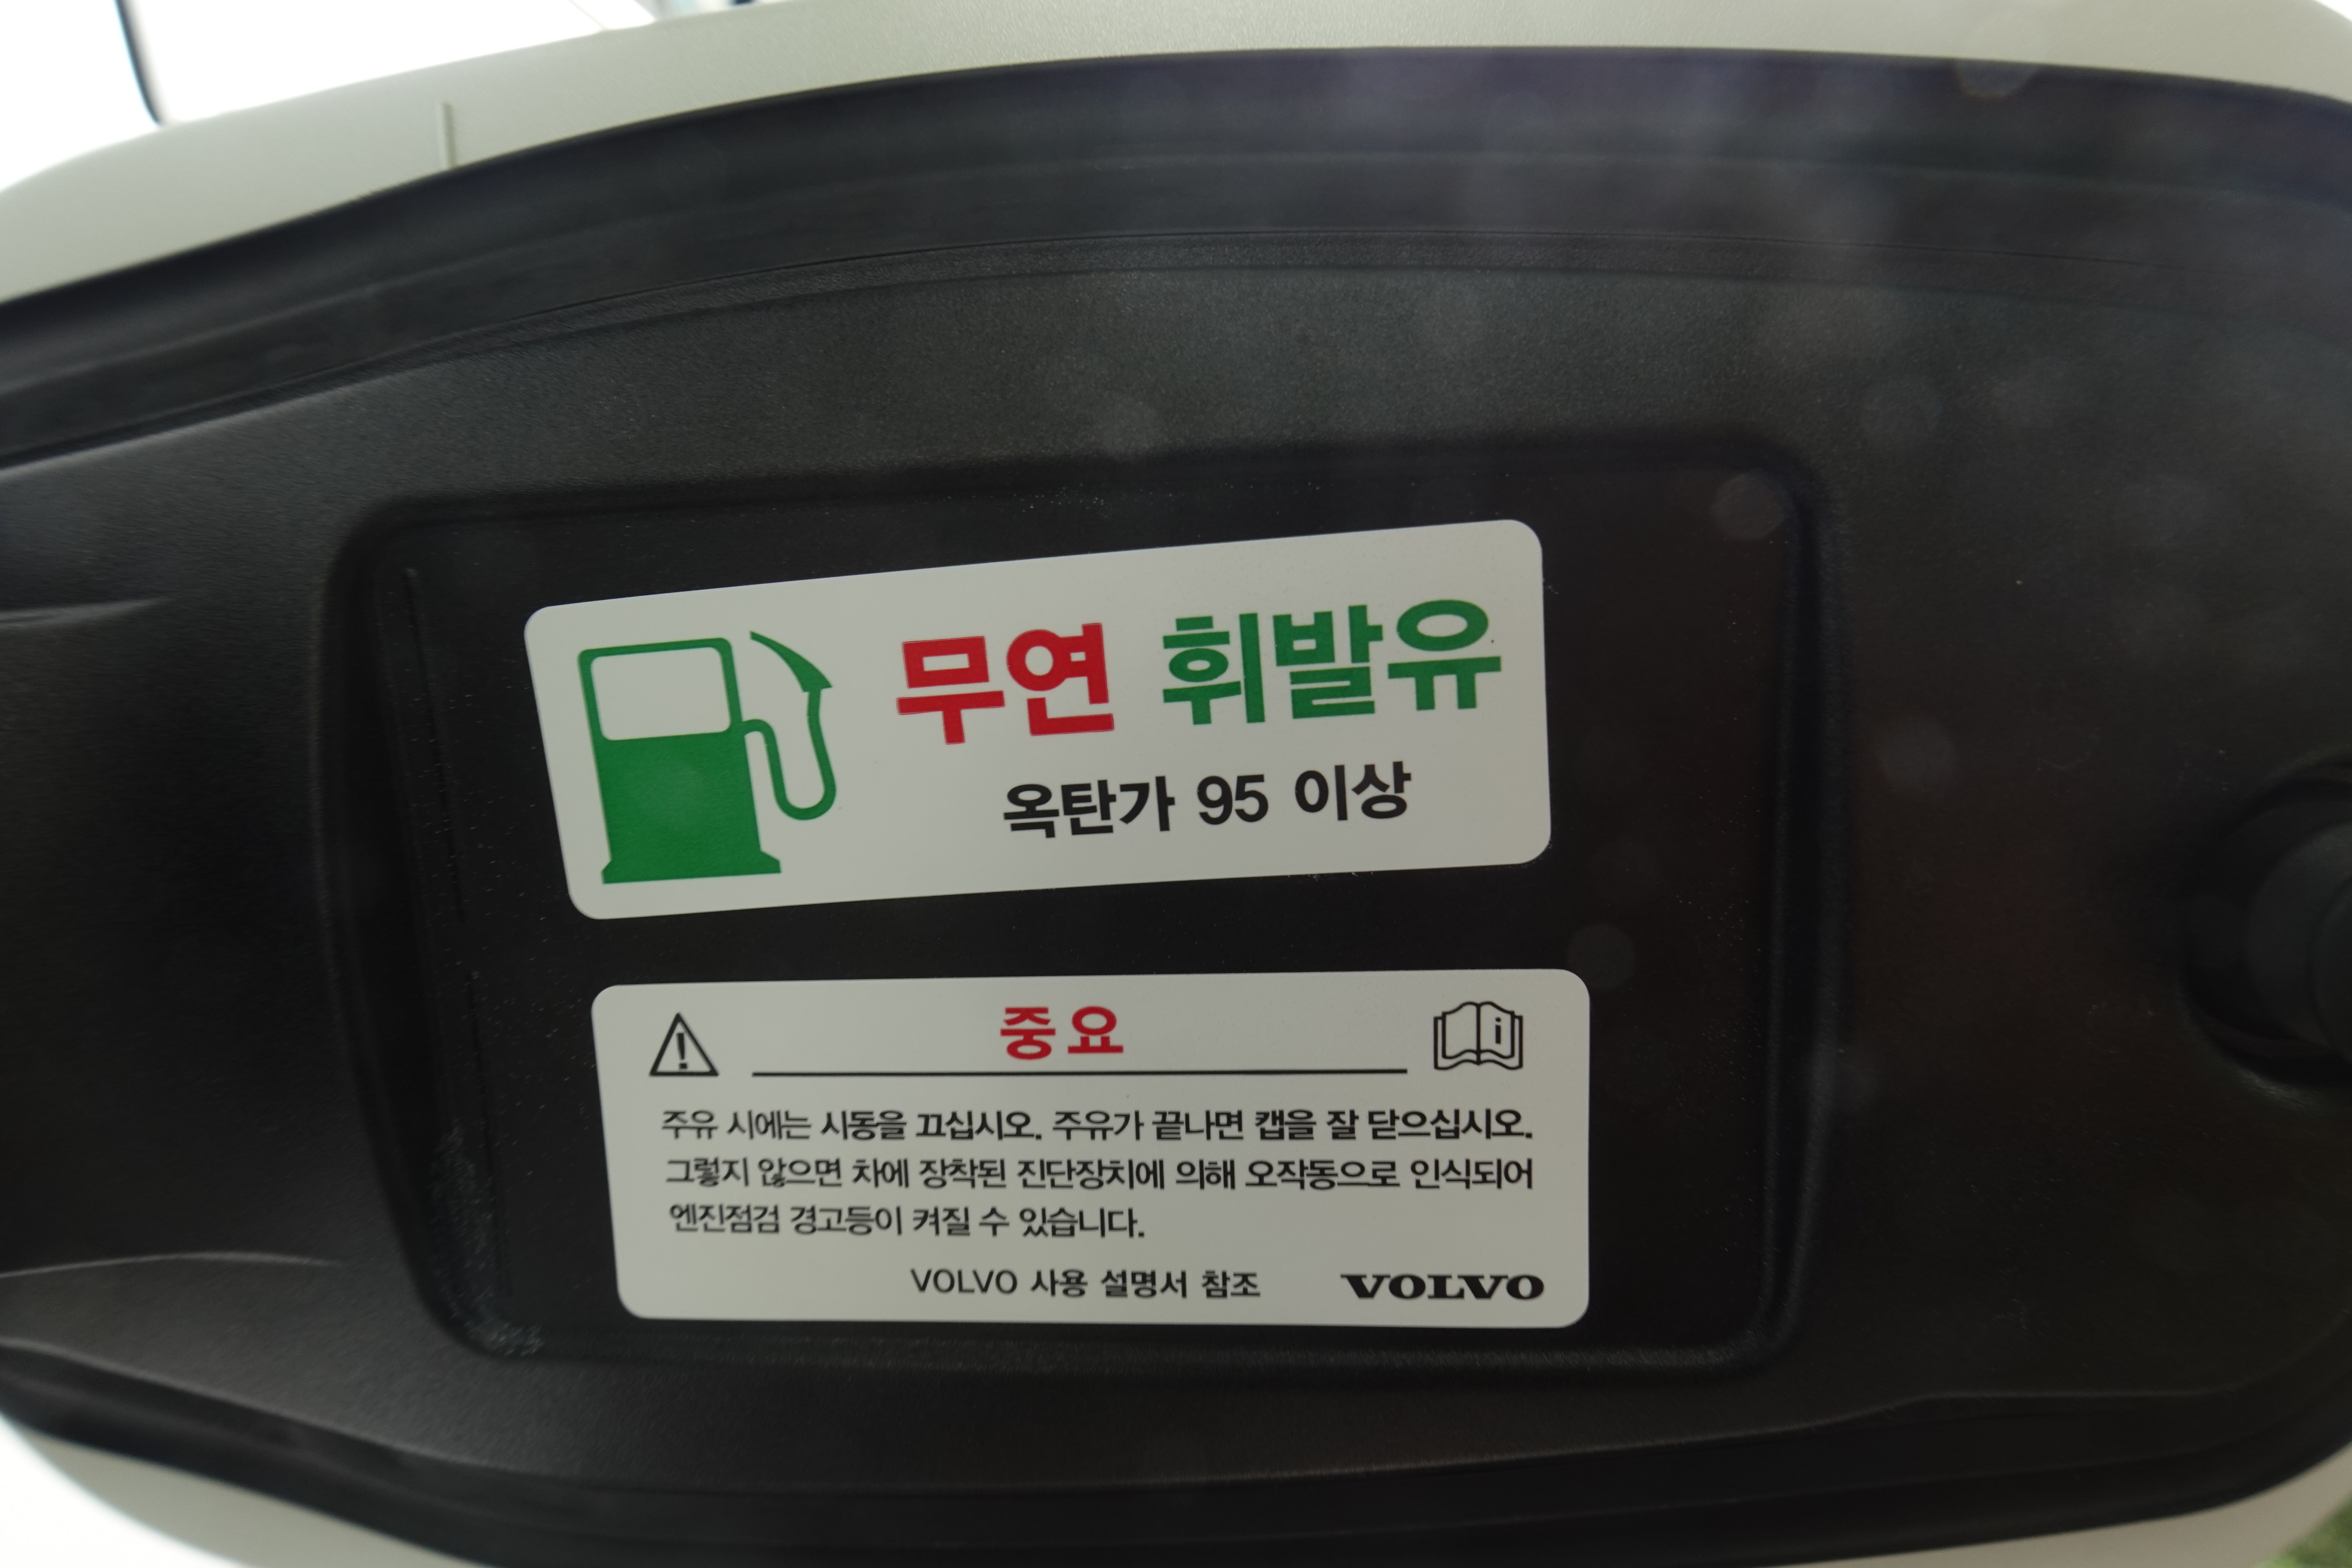 무연 휘발유
옥탄가 95 이상
중요
주유 시에는 시동을 끄십시오. 주유가 끝나면 캡을 잘 닫으십시오.
그렇지 않으면 차에 장착된 진단장치에 의해 오작동으로 인식되어
엔진점검 경고등이 켜질 수 있습니다.
VOLVO 사용 설명서 참조 VOLVO